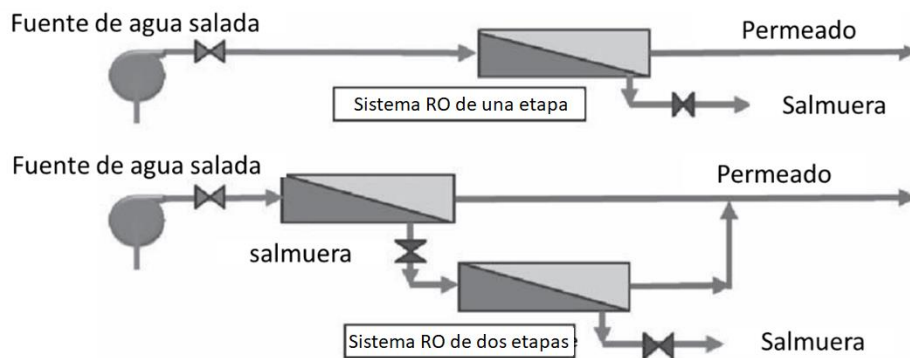 Fuente de agua salada
Permeado
Sistema RO de una etapa
Salmuera
Fuente de agua salada
Permeado
salmuera
Sistema RO de dos etapas
Salmuera